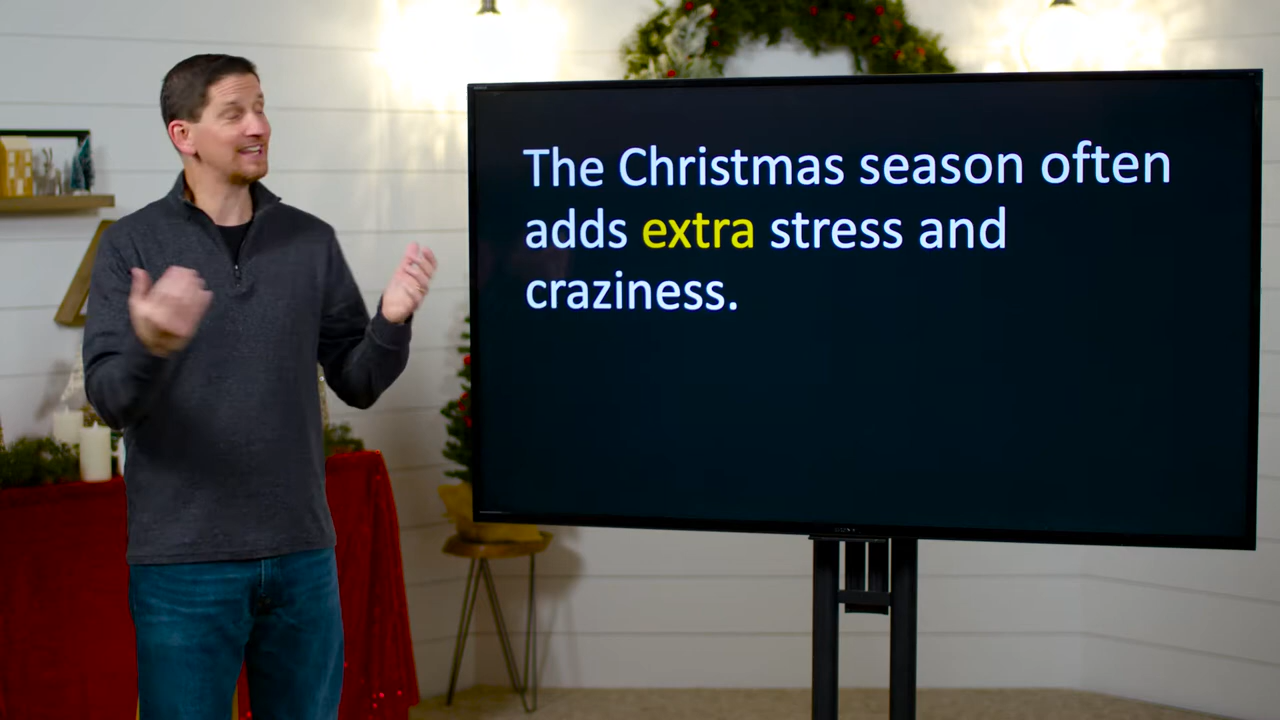 The Christmas season often
adds extra stress and
craziness.